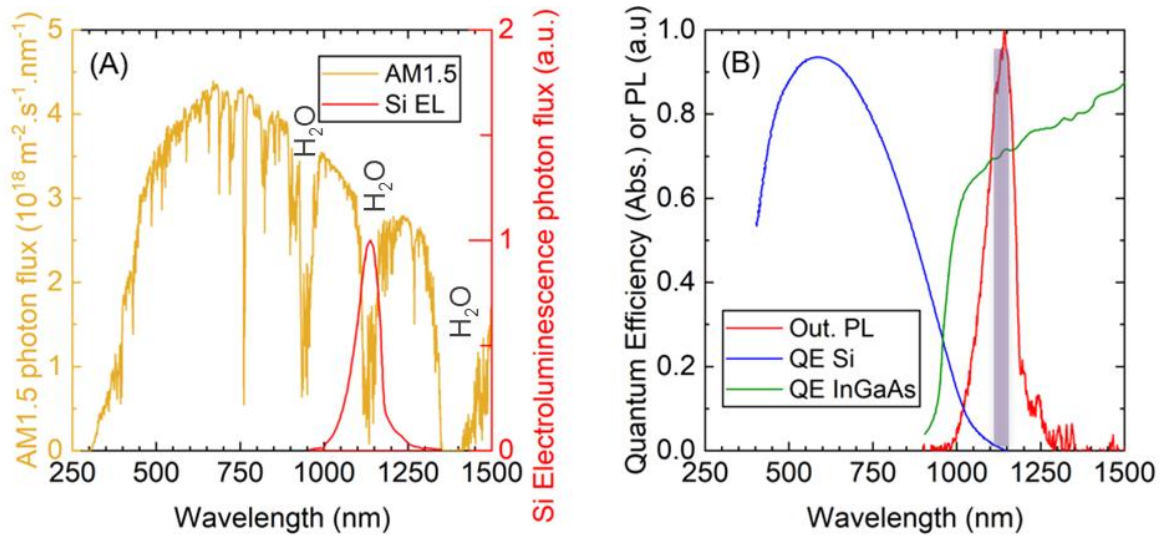 (A)
AM1.5
Si EL
H₂O
H₂O
H₂O
5
4
3
2
1
0
AM1.5 photon flux (10¹⁸ m⁻².s⁻¹.nm⁻¹)
2
1
0
Si Electroluminescence photon flux (a.u.)
250 500 750 1000 1250 1500
Wavelength (nm)
(B)
1.0
0.8
0.6
0.4
0.2
0.0
Quantum Efficiency (Abs.) or PL (a.u)
Out. PL
QE Si
QE InGaAs
250 500 750 1000 1250 1500
Wavelength (nm)